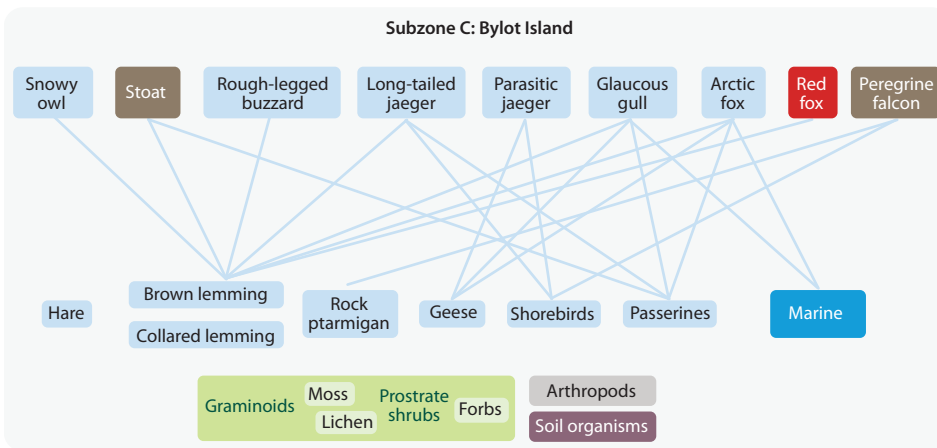 Subzone C: Bylot Island
Snowy
owl
Stoat
Rough-legged
buzzard
Long-tailed
jaeger
Parasitic
jaeger
Glaucous
gull
Arctic
fox
Red
fox
Peregrine
falcon
Hare
Brown lemming
Collared lemming
Rock
ptarmigan
Geese
Shorebirds
Passerines
Marine
Graminoids
Moss
Lichen
Prostrate
shrubs
Forbs
Arthropods
Soil organisms